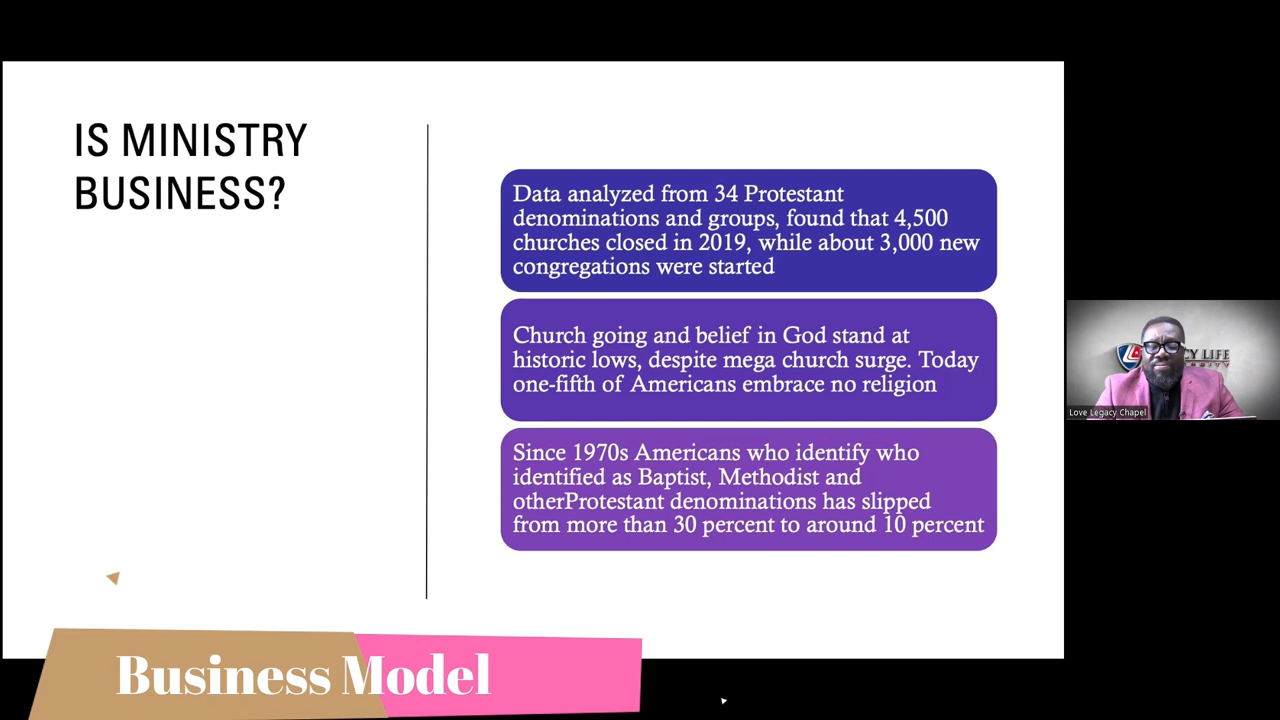 IS MINISTRY
BUSINESS?
Data analyzed from 34 Protestant
denominations and groups, found that 4,500
churches closed in 2019, while about 3,000 new
congregations were started
Church going and belief in God stand at
historic lows, despite mega church surge. Today
one-fifth of Americans embrace no religion
Since 1970s Americans who identify who
identified as Baptist, Methodist and
otherProtestant denominations has slipped
from more than 30 percent to around 10 percent
CY LIFE
Love Legacy Chapel
Business Model